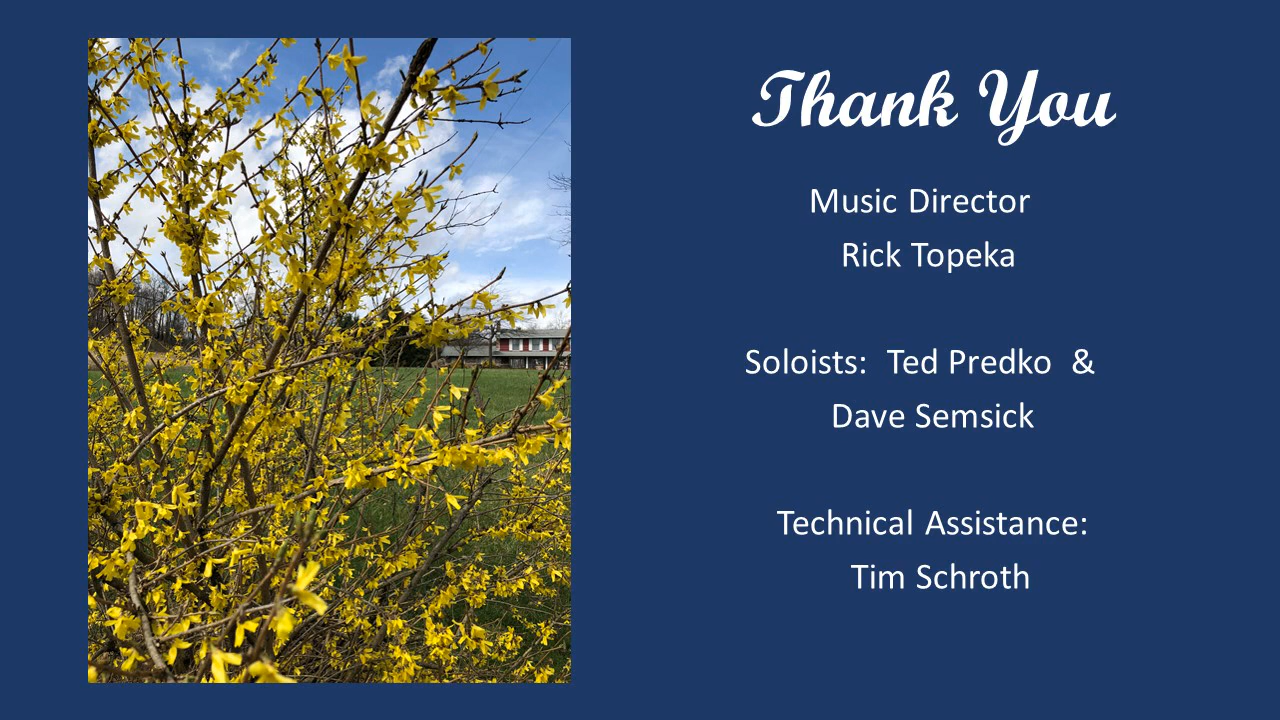 Thank You
Music Director
Rick Topeka
Soloists:  Ted Predko  &
Dave Semsick
Technical Assistance:
Tim Schroth